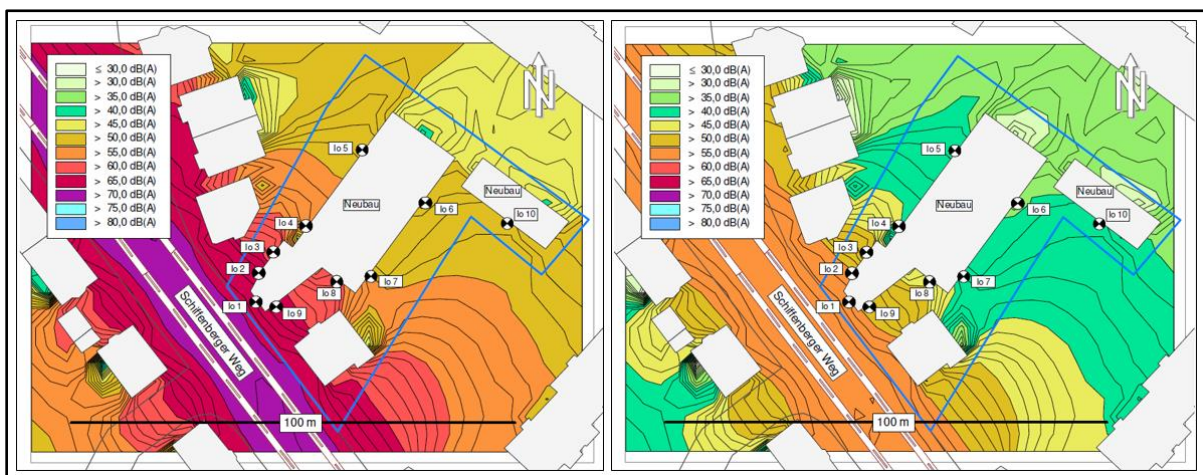 ≤ 30,0 dB(A)
> 30,0 dB(A)
> 35,0 dB(A)
> 40,0 dB(A)
> 45,0 dB(A)
> 50,0 dB(A)
> 55,0 dB(A)
> 60,0 dB(A)
> 65,0 dB(A)
> 70,0 dB(A)
> 75,0 dB(A)
> 80,0 dB(A)
N
Io 5
Neubau
Neubau
Io 6
Io 10
Io 4
Io 3
Io 2
Io 7
Io 8
Io 1
Io 9
Schiffenberger Weg
100 m
≤ 30,0 dB(A)
> 30,0 dB(A)
> 35,0 dB(A)
> 40,0 dB(A)
> 45,0 dB(A)
> 50,0 dB(A)
> 55,0 dB(A)
> 60,0 dB(A)
> 65,0 dB(A)
> 70,0 dB(A)
> 75,0 dB(A)
> 80,0 dB(A)
N
Io 5
Neubau
Neubau
Io 6
Io 10
Io 4
Io 3
Io 2
Io 7
Io 8
Io 1
Io 9
Schiffenberger Weg
100 m